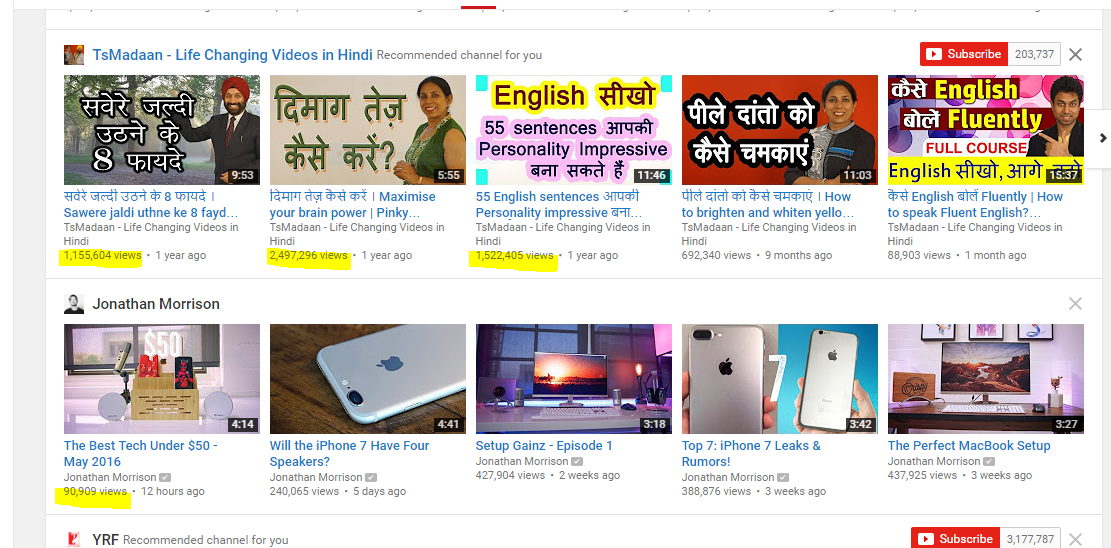 TsMadaan - Life Changing Videos in Hindi Recommended channel for you
Subscribe 203,737
सवेरे जल्दी
उठने के
8 फायदे
9:53
दिमाग तेज़
कैसे करें?
5:55
English सीखो
55 sentences आपकी
Personality Impressive
बना सकते हैं
11:46
पीले दांतो को
कैसे चमकाएं
11:03
कैसे English
बोलें Fluently
FULL COURSE
English सीखो, आगे
15:37
सवेरे जल्दी उठने के 8 फायदे ।
Sawere jaldi uthne ke 8 fayd...
TsMadaan - Life Changing Videos in
Hindi
1,155,604 views • 1 year ago
दिमाग तेज़ कैसे करें । Maximise
your brain power | Pinky...
TsMadaan - Life Changing Videos in
Hindi
2,497,296 views • 1 year ago
55 English sentences आपकी
Personality impressive बना...
TsMadaan - Life Changing Videos in
Hindi
1,522,405 views • 1 year ago
पीले दांतो को कैसे चमकाएं । How
to brighten and whiten yello...
TsMadaan - Life Changing Videos in
Hindi
692,340 views • 9 months ago
कैसे English बोलें Fluently | How
to speak Fluent English?...
TsMadaan - Life Changing Videos in
Hindi
88,903 views • 1 month ago
Jonathan Morrison
$50
4:14
4:41
3:18
7
3:42
3:27
The Best Tech Under $50 -
May 2016
Jonathan Morrison
90,909 views • 12 hours ago
Will the iPhone 7 Have Four
Speakers?
Jonathan Morrison
240,065 views • 5 days ago
Setup Gainz - Episode 1
Jonathan Morrison
427,904 views • 2 weeks ago
Top 7: iPhone 7 Leaks &
Rumors!
Jonathan Morrison
388,876 views • 3 weeks ago
The Perfect MacBook Setup
Jonathan Morrison
437,925 views • 3 weeks ago
YRF Recommended channel for you
Subscribe 3,177,787